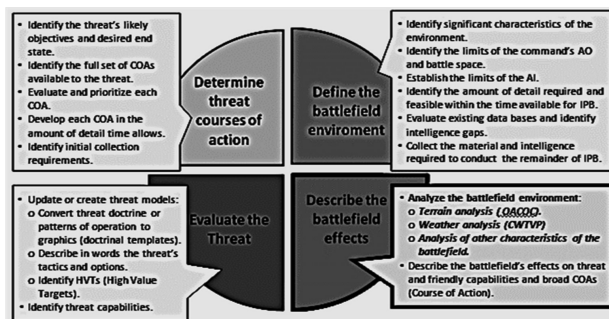 • Identify the threat's likely
objectives and desired end
state.
• Identify the full set of COAs
available to the threat.
• Evaluate and prioritize each
COA.
• Develop each COA in the
amount of detail time allows.
• Identify initial collection
requirements.
Determine
threat
courses of
action
Define the
battlefield
enviroment
• Identify significant characteristics of the
environment.
• Identify the limits of the command's AO
and battle space.
• Establish the limits of the AI.
• Identify the amount of detail required and
feasible within the time available for IPB.
• Evaluate existing data bases and identify
intelligence gaps.
• Collect the material and intelligence
required to conduct the remainder of IPB.
• Update or create threat models:
o Convert threat doctrine or
patterns of operation to
graphics (doctrinal templates).
o Describe in words the threat's
tactics and options.
o Identify HVTs (High Value
Targets).
• Identify threat capabilities.
Evaluate the
Threat
Describe the
battlefield
effects
• Analyze the battlefield environment:
o Terrain analysis (OACOO.
o Weather analysis (CWTVP)
o Analysis of other characteristics of the
battlefield.
• Describe the battlefield's effects on threat
and friendly capabilities and broad COAs
(Course of Action).